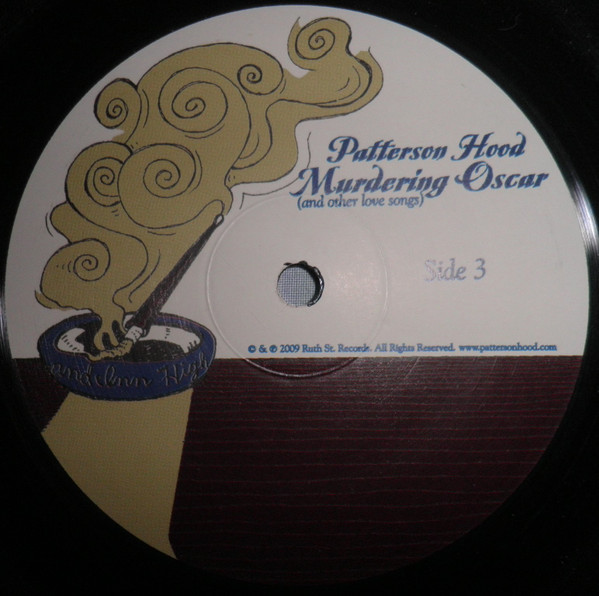 Patterson Hood
Murdering Oscar
(and other love songs)
Side 3
© & ℗ 2009 Ruth St. Records. All Rights Reserved. www.pattersonhood.com
High